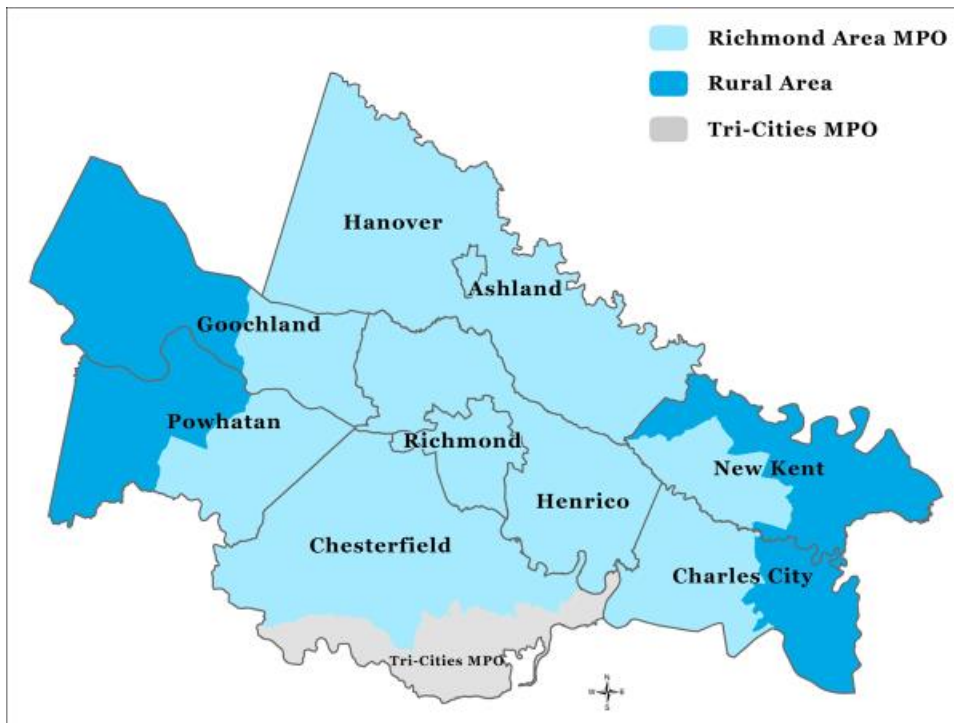 Richmond Area MPO
Rural Area
Tri-Cities MPO
Hanover
Ashland
Goochland
Powhatan
Richmond
New Kent
Henrico
Chesterfield
Charles City
Tri-Cities MPO
N
W E
S